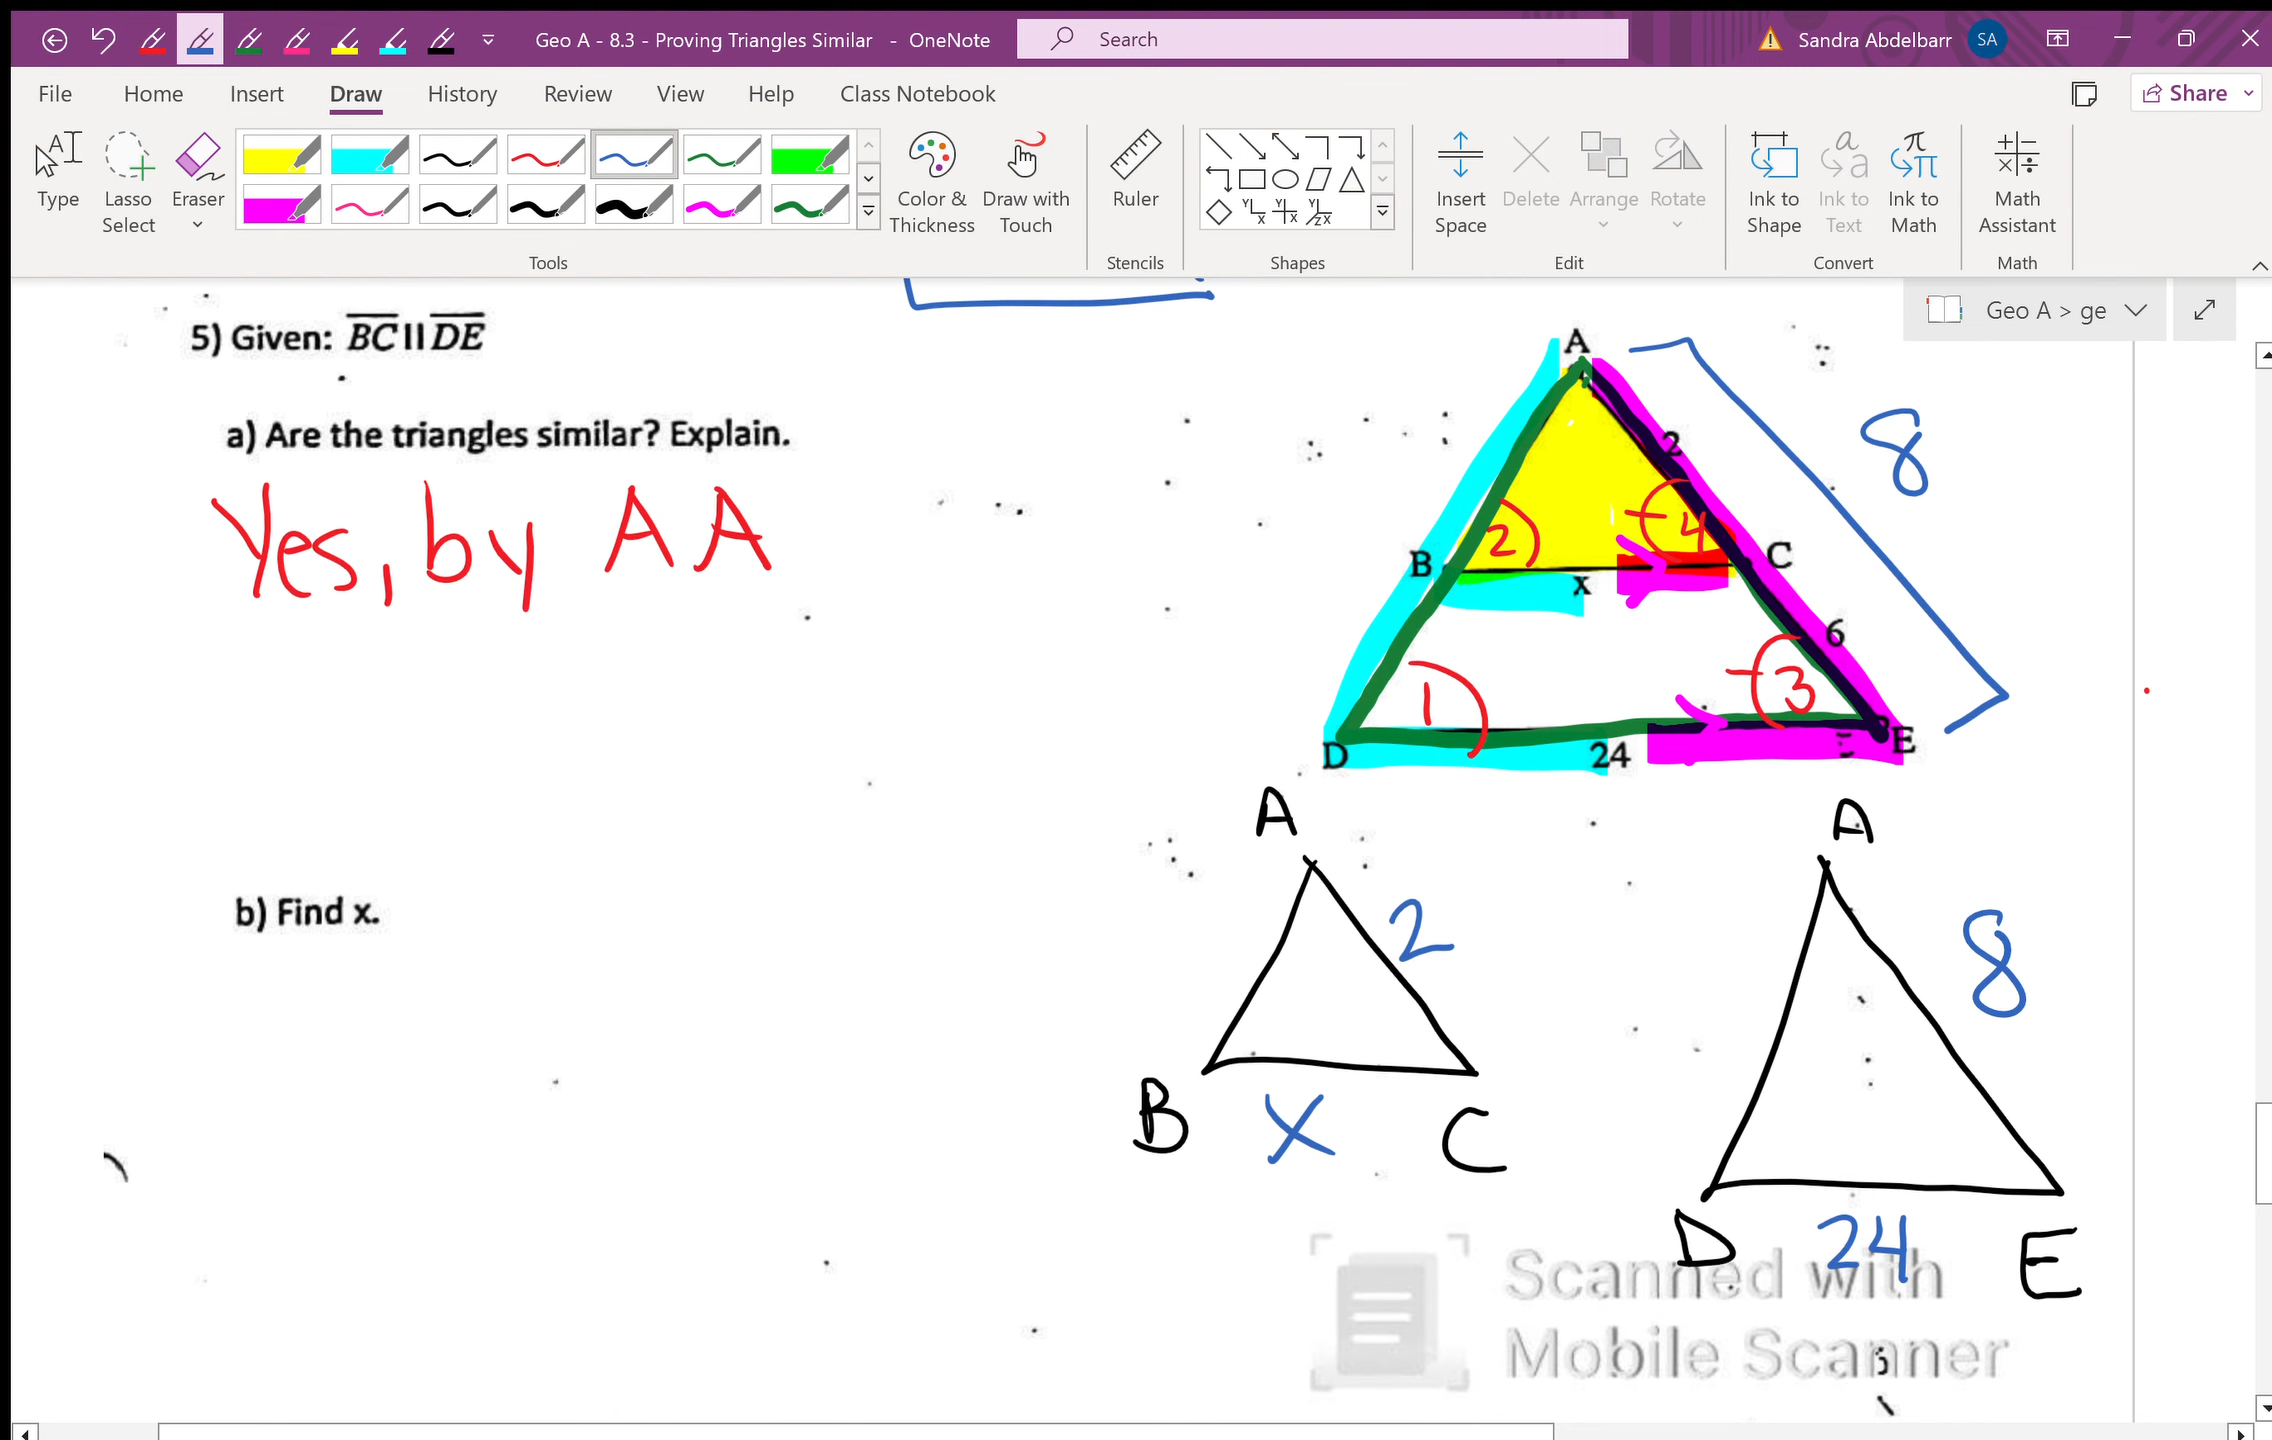 Geo A - 8.3 - Proving Triangles Similar - OneNote
Search
Sandra Abdelbarr SA
File Home Insert Draw History Review View Help Class Notebook
Share
Type
Lasso Select
Eraser
Color & Thickness
Draw with Touch
Ruler
Insert Space
Delete
Arrange
Rotate
Ink to Shape
Ink to Text
Ink to Math
Math Assistant
Tools
Stencils
Shapes
Edit
Convert
Math
Geo A > ge
5) Given: BC || DE
a) Are the triangles similar? Explain.
Yes, by AA
A
2
8
2
4
B
C
x
6
1
3
D
24
E
b) Find x.
A
2
B
x
C
A
8
D
24
E
Scanned with
Mobile Scanner